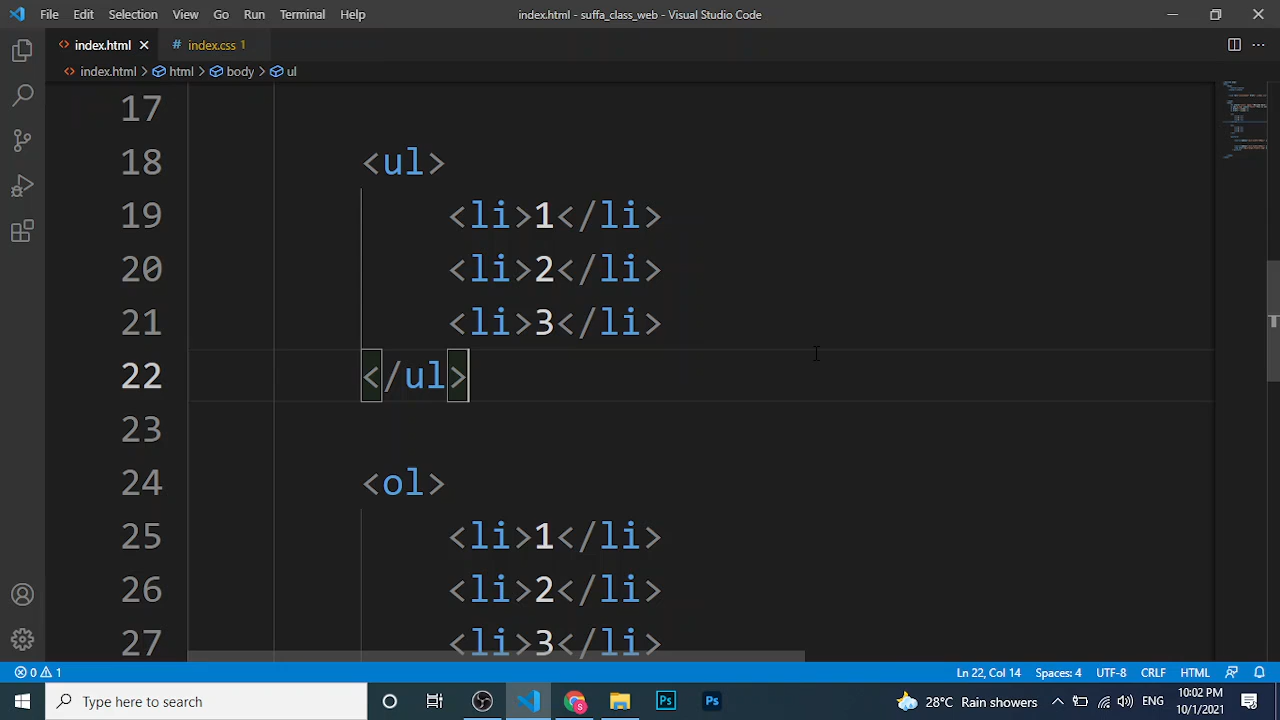 File Edit Selection View Go Run Terminal Help index.html - suffa_class_web - Visual Studio Code
index.html index.css 1
index.html html body ul
17
18 <ul>
19 <li>1</li>
20 <li>2</li>
21 <li>3</li>
22 </ul>
23
24 <ol>
25 <li>1</li>
26 <li>2</li>
27 <li>3</li>
0 1 Ln 22, Col 14 Spaces: 4 UTF-8 CRLF HTML
Type here to search S Ps Ps 28°C Rain showers ENG 10:02 PM
10/1/2021